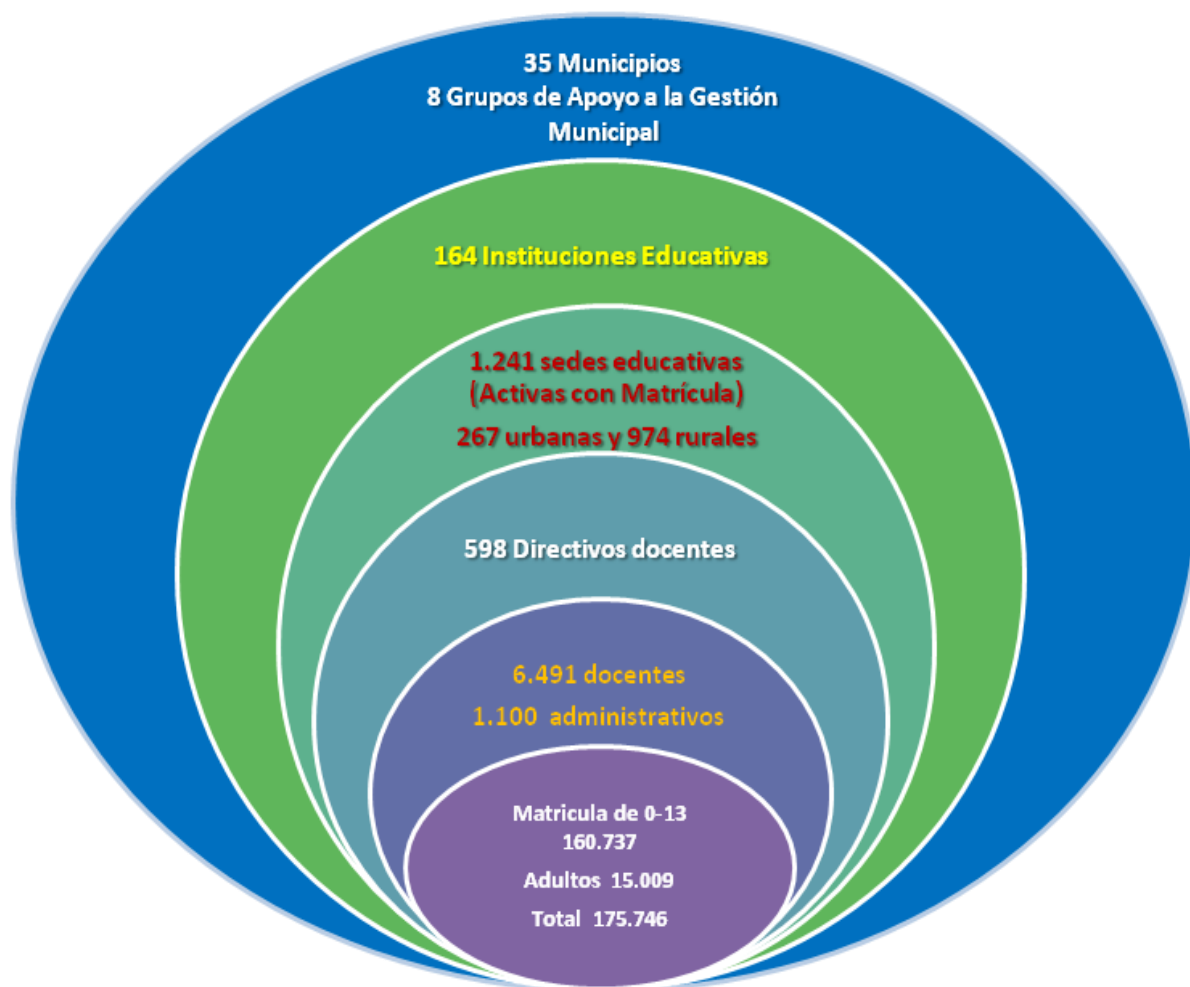 35 Municipios
8 Grupos de Apoyo a la Gestión
Municipal
164 Instituciones Educativas
1.241 sedes educativas
(Activas con Matrícula)
267 urbanas y 974 rurales
598 Directivos docentes
6.491 docentes
1.100 administrativos
Matricula de 0-13
160.737
Adultos 15.009
Total 175.746